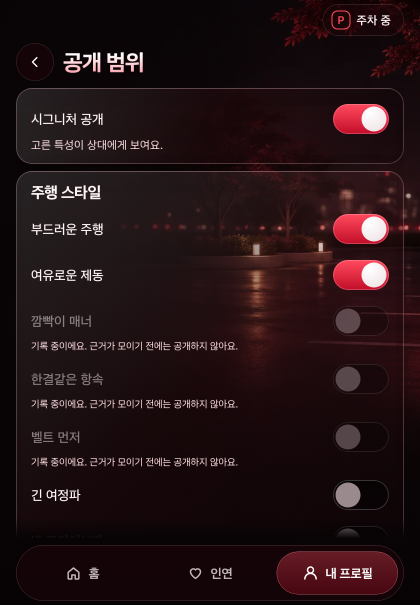 P 주차 중
공개 범위
시그니처 공개
고른 특성이 상대에게 보여요.
주행 스타일
부드러운 주행
여유로운 제동
깜빡이 매너
기록 중이에요. 근거가 모이기 전에는 공개하지 않아요.
한결같은 항속
기록 중이에요. 근거가 모이기 전에는 공개하지 않아요.
벨트 먼저
기록 중이에요. 근거가 모이기 전에는 공개하지 않아요.
긴 여정파
홈 인연 내 프로필